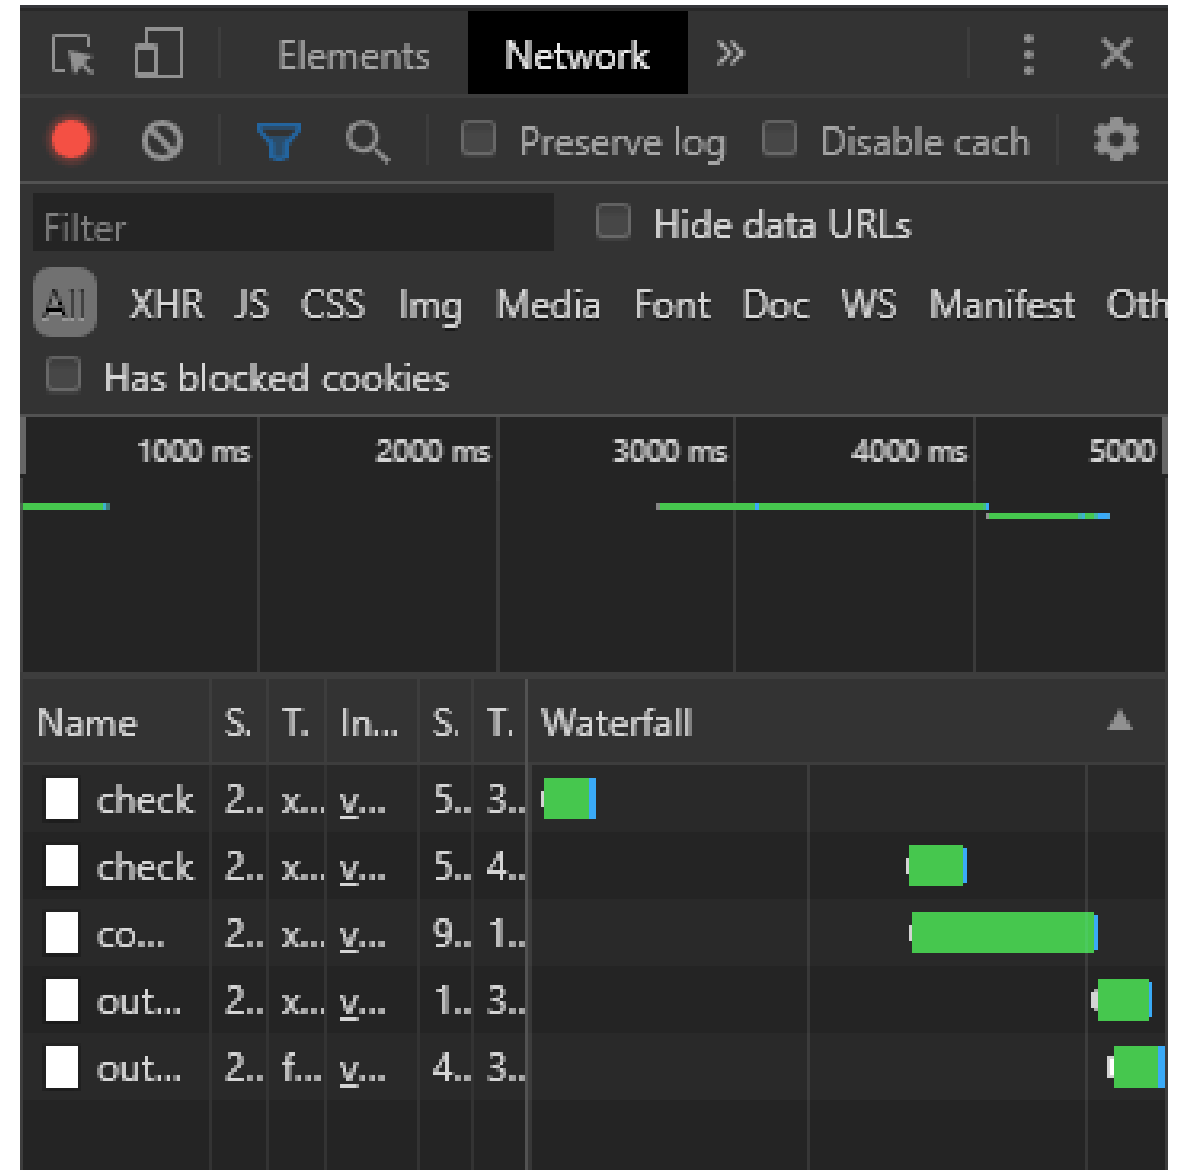 Elements Network »
Preserve log Disable cach
Filter Hide data URLs
All XHR JS CSS Img Media Font Doc WS Manifest Oth
Has blocked cookies
1000 ms 2000 ms 3000 ms 4000 ms 5000
Name S. T. In... S. T. Waterfall
check 2.. x... v... 5.. 3..
check 2.. x... v... 5.. 4..
co... 2.. x... v... 9.. 1..
out... 2.. x... v... 1.. 3..
out... 2.. f... v... 4.. 3..